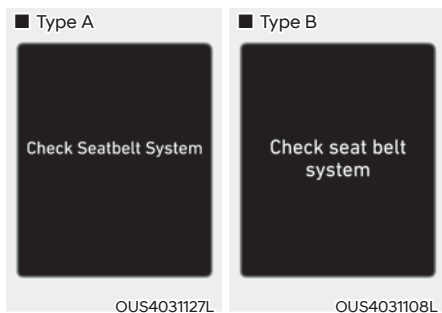 ■ Type A
Check Seatbelt System
OUS4031127L
■ Type B
Check seat belt
system
OUS4031108L